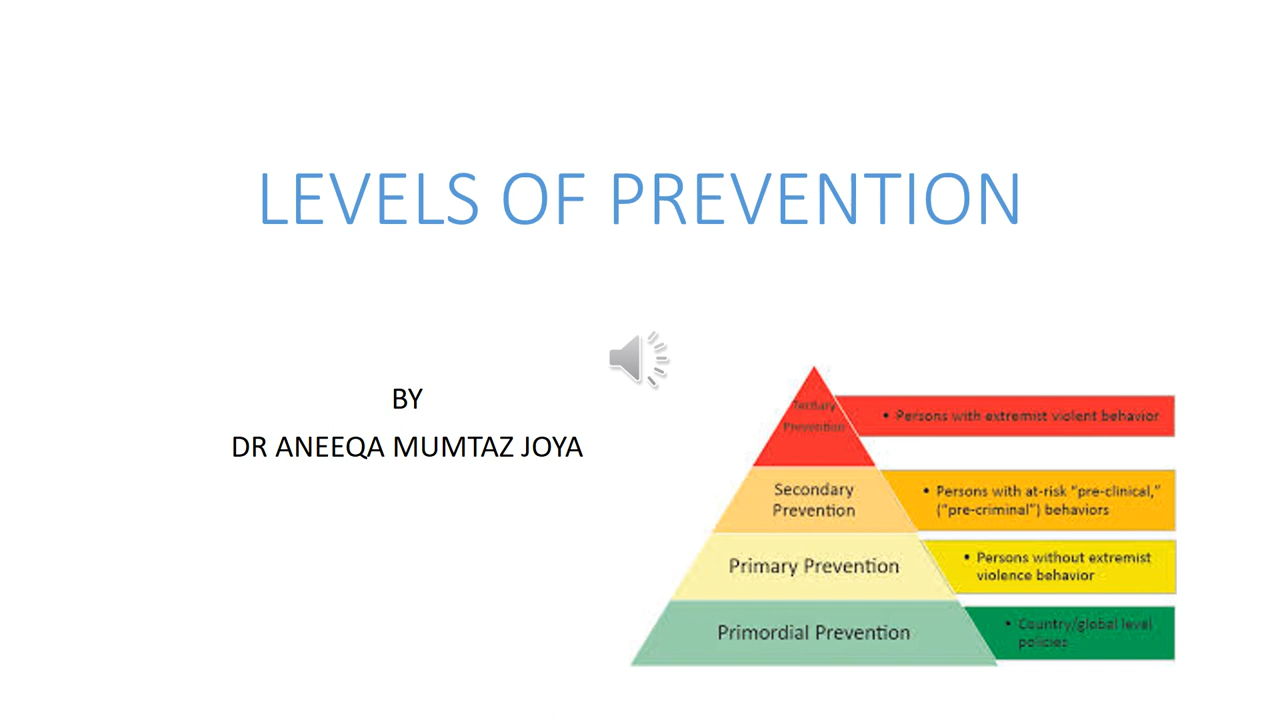 LEVELS OF PREVENTION
BY
DR ANEEQA MUMTAZ JOYA
Tertiary
Prevention
• Persons with extremist violent behavior
Secondary
Prevention
• Persons with at-risk “pre-clinical,”
(“pre-criminal”) behaviors
Primary Prevention
• Persons without extremist
violence behavior
Primordial Prevention
• Country/global level
policies